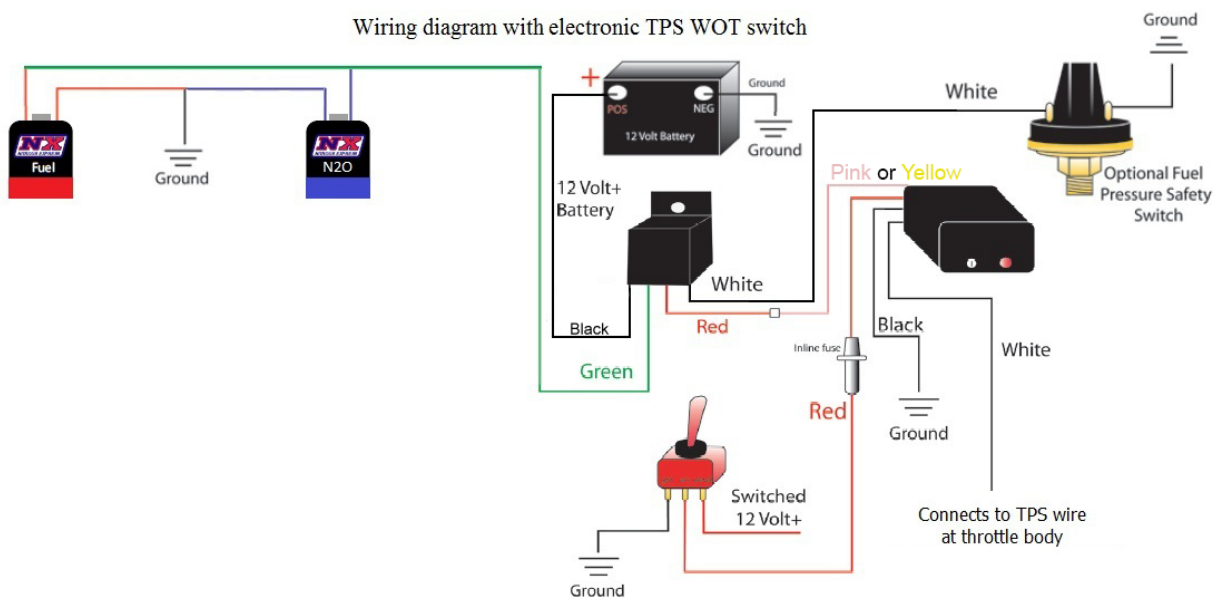 Wiring diagram with electronic TPS WOT switch
Ground
+
POS
NEG
Ground
12 Volt Battery
Ground
White
NX
Fuel
NX
N2O
Ground
12 Volt+
Battery
Pink or Yellow
Optional Fuel
Pressure Safety
Switch
White
Black
Red
Green
Inline fuse
Black
White
Red
Ground
Switched
12 Volt+
Connects to TPS wire
at throttle body
Ground